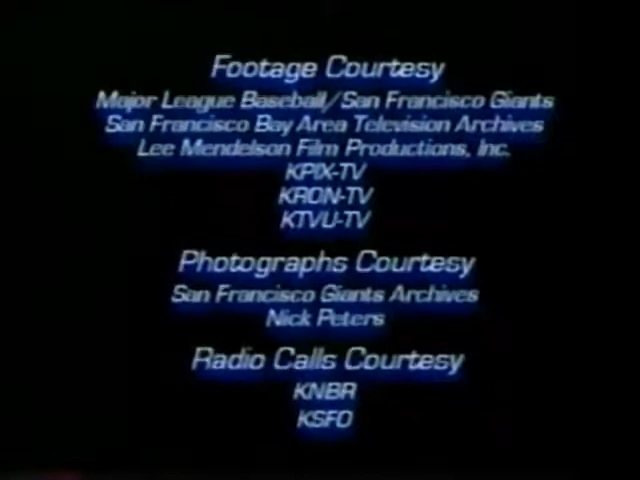 Footage Courtesy
Major League Baseball/San Francisco Giants
San Francisco Bay Area Television Archives
Lee Mendelson Film Productions, Inc.
KPIX-TV
KRON-TV
KTVU-TV
Photographs Courtesy
San Francisco Giants Archives
Nick Peters
Radio Calls Courtesy
KNBR
KSFO